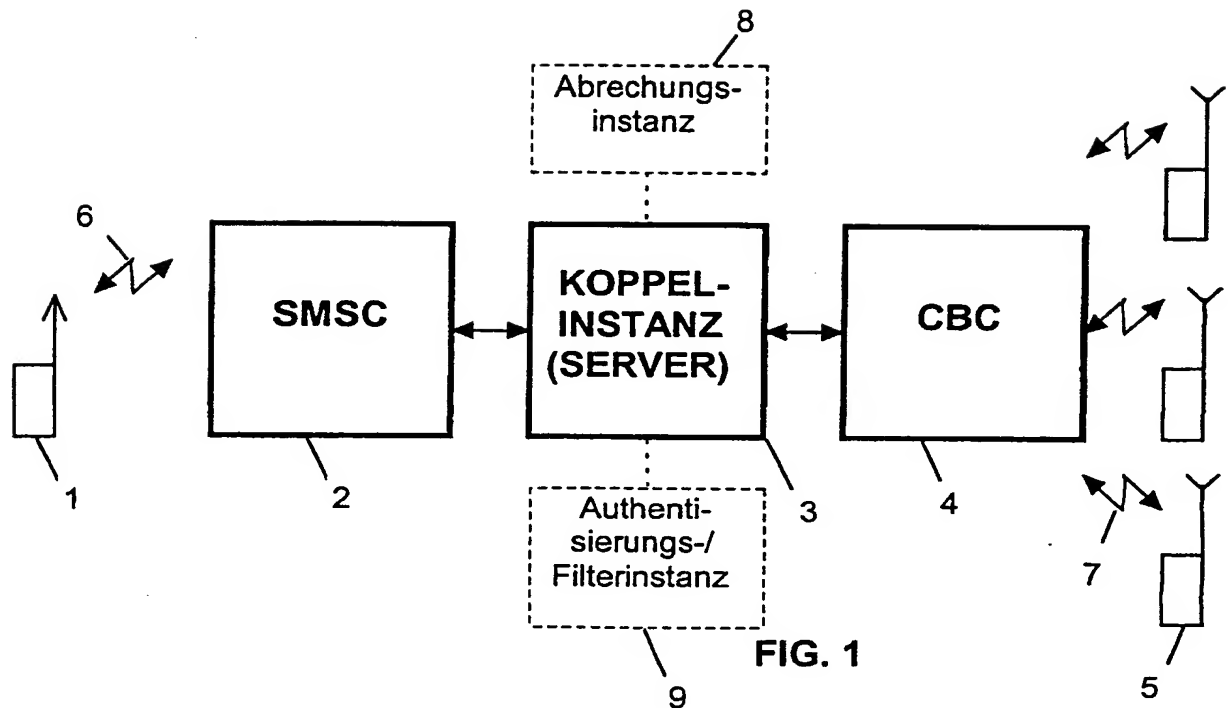 8
Abrechungs-
instanz
6
SMSC
KOPPEL-
INSTANZ
(SERVER)
CBC
1
2
3
4
7
Authenti-
sierungs-/
Filterinstanz
FIG. 1
9
5